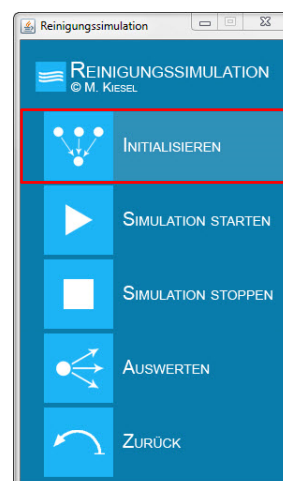 Reinigungssimulation
REINIGUNGSSIMULATION
© M. KIESEL
INITIALISIEREN
SIMULATION STARTEN
SIMULATION STOPPEN
AUSWERTEN
ZURÜCK